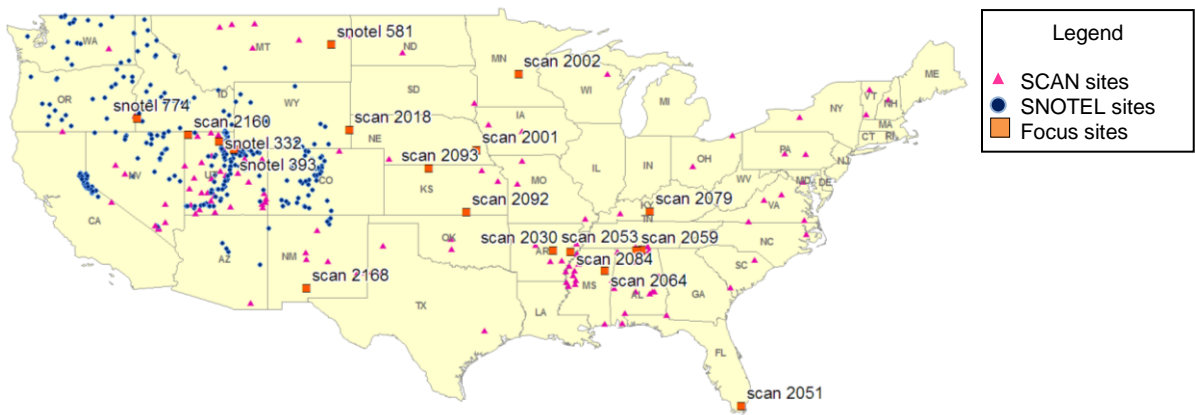 Legend
SCAN sites
SNOTEL sites
Focus sites
snotel 581
WA
MT
ND
MN
scan 2002
ME
OR
ID
snotel 774
WY
SD
WI
MI
NY
VT
NH
MA
CT
RI
scan 2160
scan 2018
NE
IA
scan 2001
snotel 332
snotel 393
scan 2093
PA
NJ
OH
IN
IL
NV
UT
CO
KS
MO
WV
MD
DE
CA
scan 2092
KY
scan 2079
VA
TN
NC
OK
scan 2030
scan 2053
scan 2059
AR
AZ
NM
scan 2084
SC
scan 2168
scan 2064
MS
AL
GA
TX
LA
FL
scan 2051